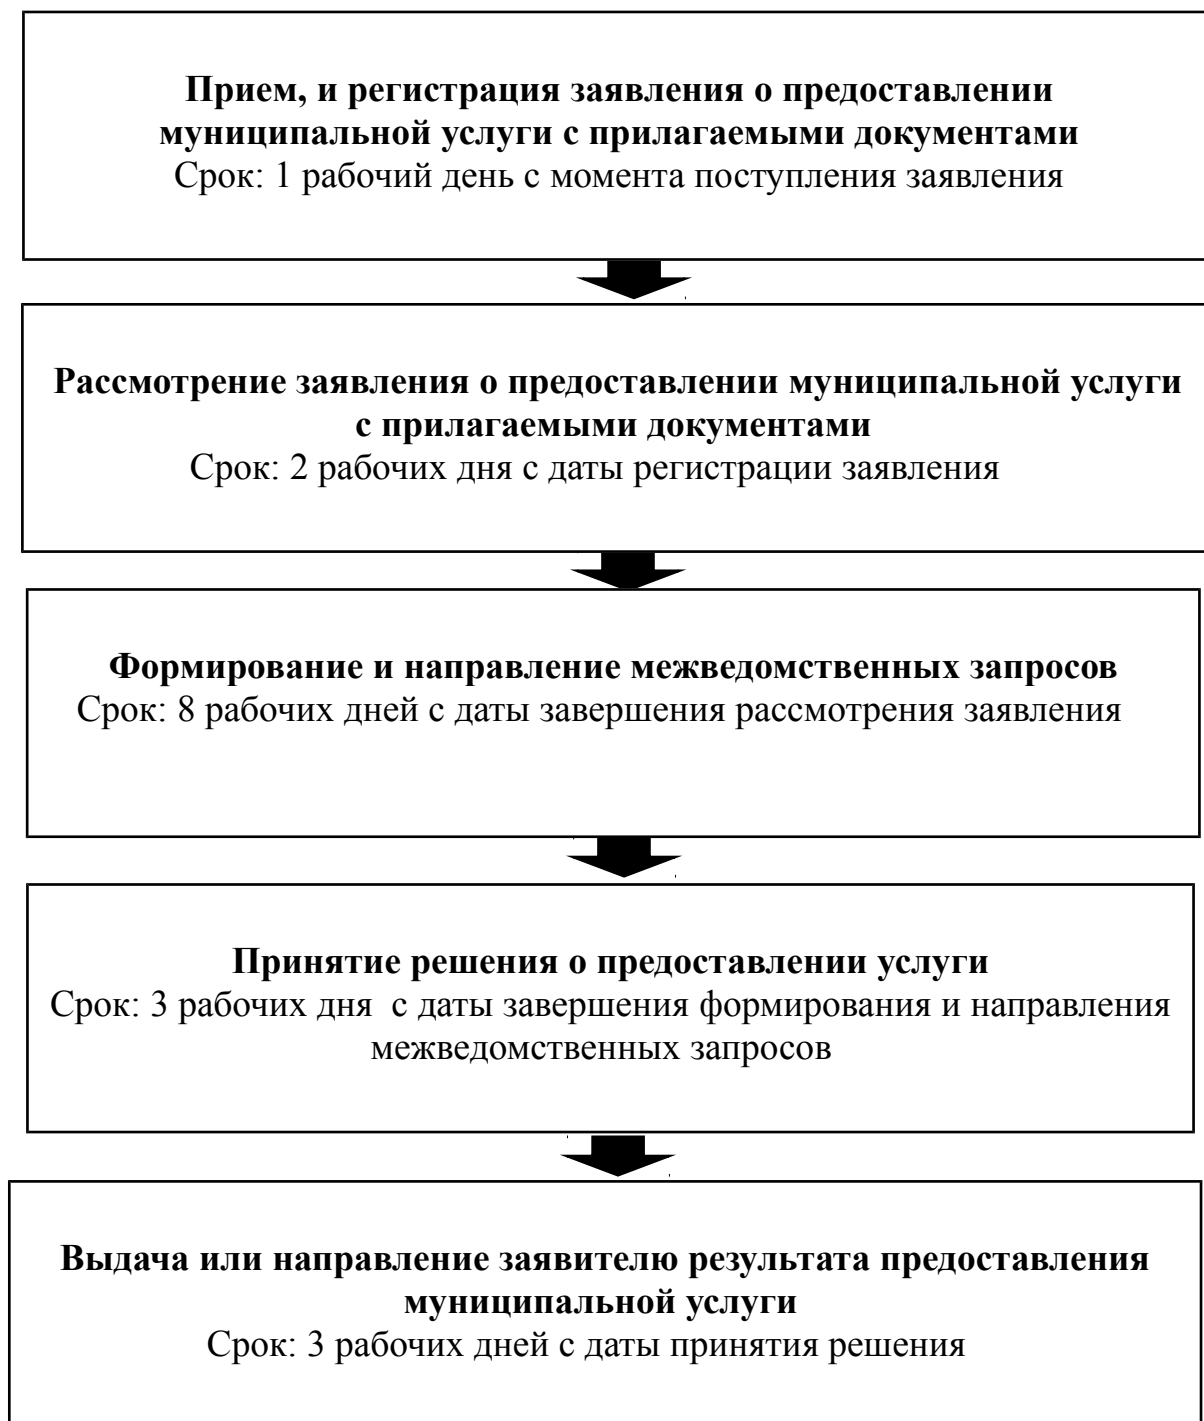 Прием, и регистрация заявления о предоставлении
муниципальной услуги с прилагаемыми документами
Срок: 1 рабочий день с момента поступления заявления
Рассмотрение заявления о предоставлении муниципальной услуги
с прилагаемыми документами
Срок: 2 рабочих дня с даты регистрации заявления
Формирование и направление межведомственных запросов
Срок: 8 рабочих дней с даты завершения рассмотрения заявления
Принятие решения о предоставлении услуги
Срок: 3 рабочих дня  с даты завершения формирования и направления
межведомственных запросов
Выдача или направление заявителю результата предоставления
муниципальной услуги
Срок: 3 рабочих дней с даты принятия решения